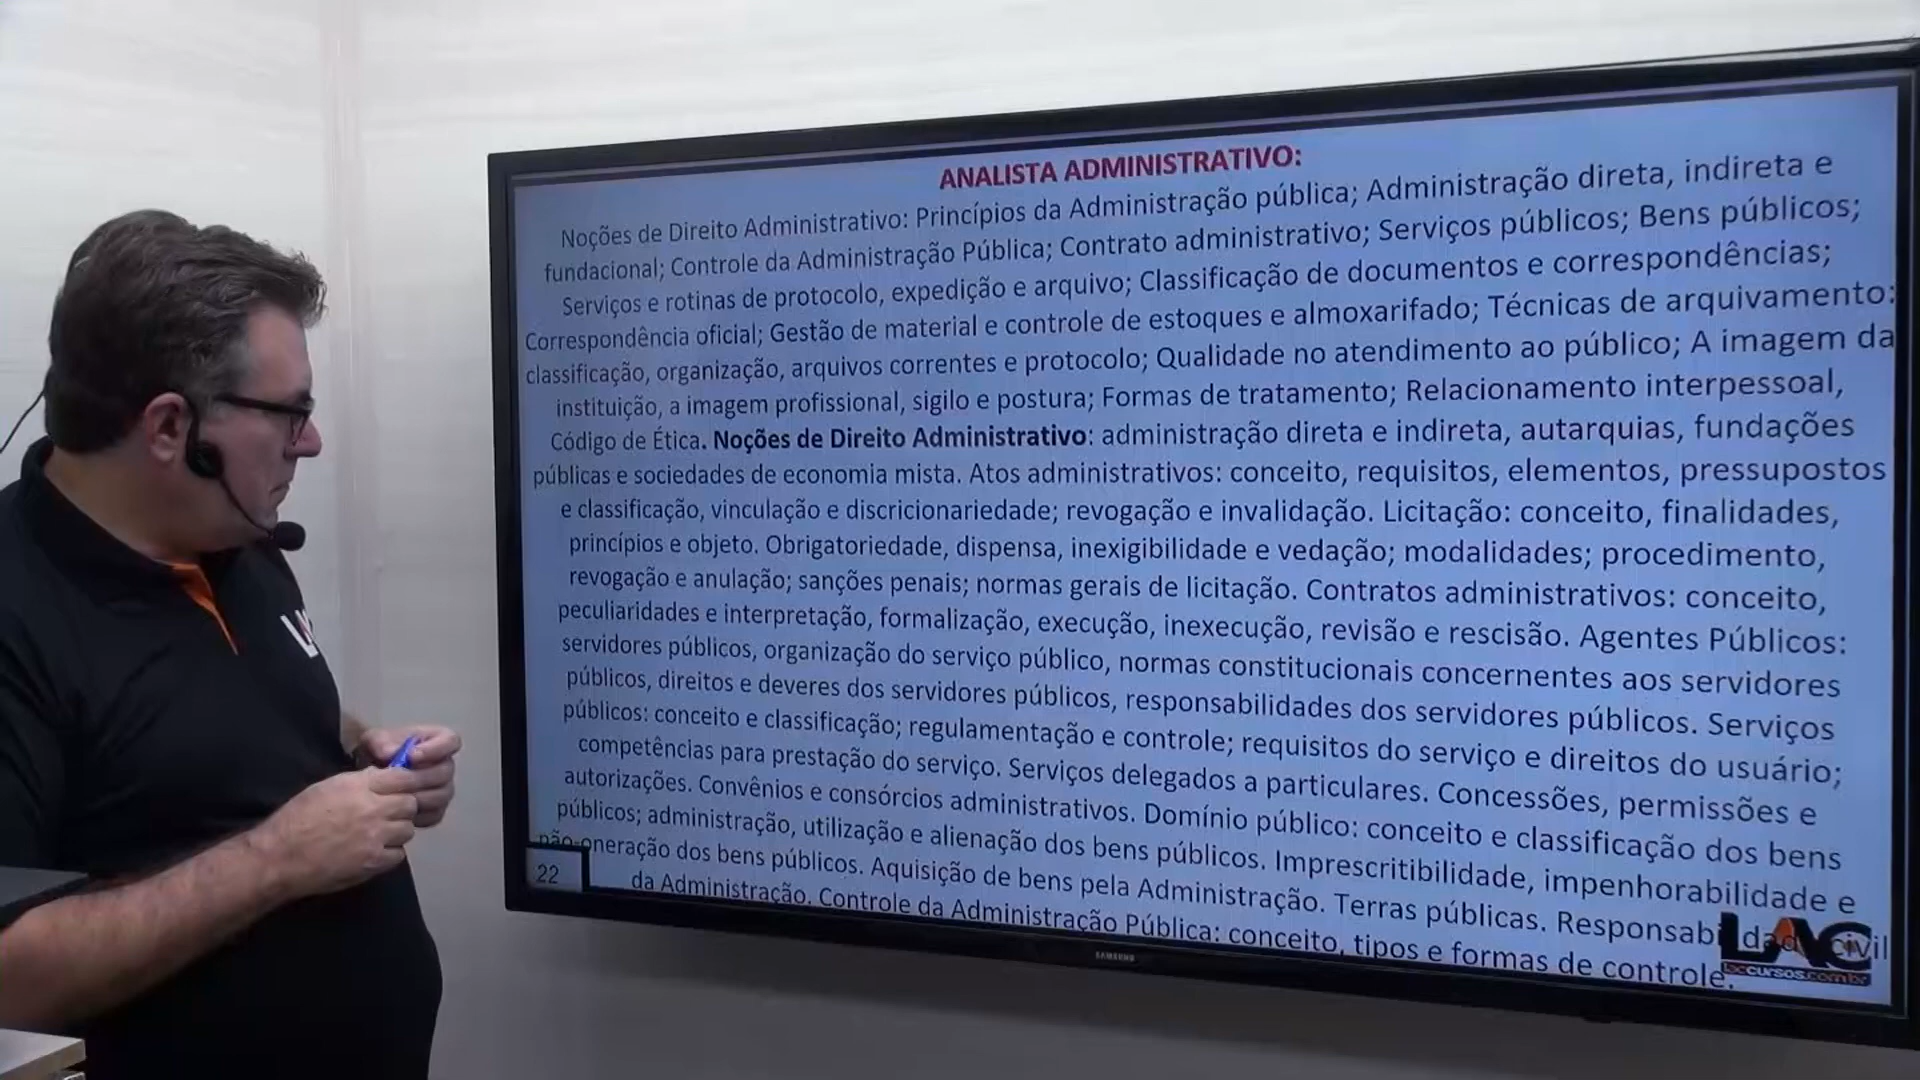 ANALISTA ADMINISTRATIVO:
Noções de Direito Administrativo: Princípios da Administração pública; Administração direta, indireta e
fundacional; Controle da Administração Pública; Contrato administrativo; Serviços públicos; Bens públicos;
Serviços e rotinas de protocolo, expedição e arquivo; Classificação de documentos e correspondências;
Correspondência oficial; Gestão de material e controle de estoques e almoxarifado; Técnicas de arquivamento:
classificação, organização, arquivos correntes e protocolo; Qualidade no atendimento ao público; A imagem da
instituição, a imagem profissional, sigilo e postura; Formas de tratamento; Relacionamento interpessoal,
Código de Ética. Noções de Direito Administrativo: administração direta e indireta, autarquias, fundações
públicas e sociedades de economia mista. Atos administrativos: conceito, requisitos, elementos, pressupostos
e classificação, vinculação e discricionariedade; revogação e invalidação. Licitação: conceito, finalidades,
princípios e objeto. Obrigatoriedade, dispensa, inexigibilidade e vedação; modalidades; procedimento,
revogação e anulação; sanções penais; normas gerais de licitação. Contratos administrativos: conceito,
peculiaridades e interpretação, formalização, execução, inexecução, revisão e rescisão. Agentes Públicos:
servidores públicos, organização do serviço público, normas constitucionais concernentes aos servidores
públicos, direitos e deveres dos servidores públicos, responsabilidades dos servidores públicos. Serviços
públicos: conceito e classificação; regulamentação e controle; requisitos do serviço e direitos do usuário;
competências para prestação do serviço. Serviços delegados a particulares. Concessões, permissões e
autorizações. Convênios e consórcios administrativos. Domínio público: conceito e classificação dos bens
públicos; administração, utilização e alienação dos bens públicos. Imprescritibilidade, impenhorabilidade e
não-oneração dos bens públicos. Aquisição de bens pela Administração. Terras públicas. Responsabilidade civil
da Administração. Controle da Administração Pública: conceito, tipos e formas de controle.
22
LAC
laccursos.com.br
SAMSUNG